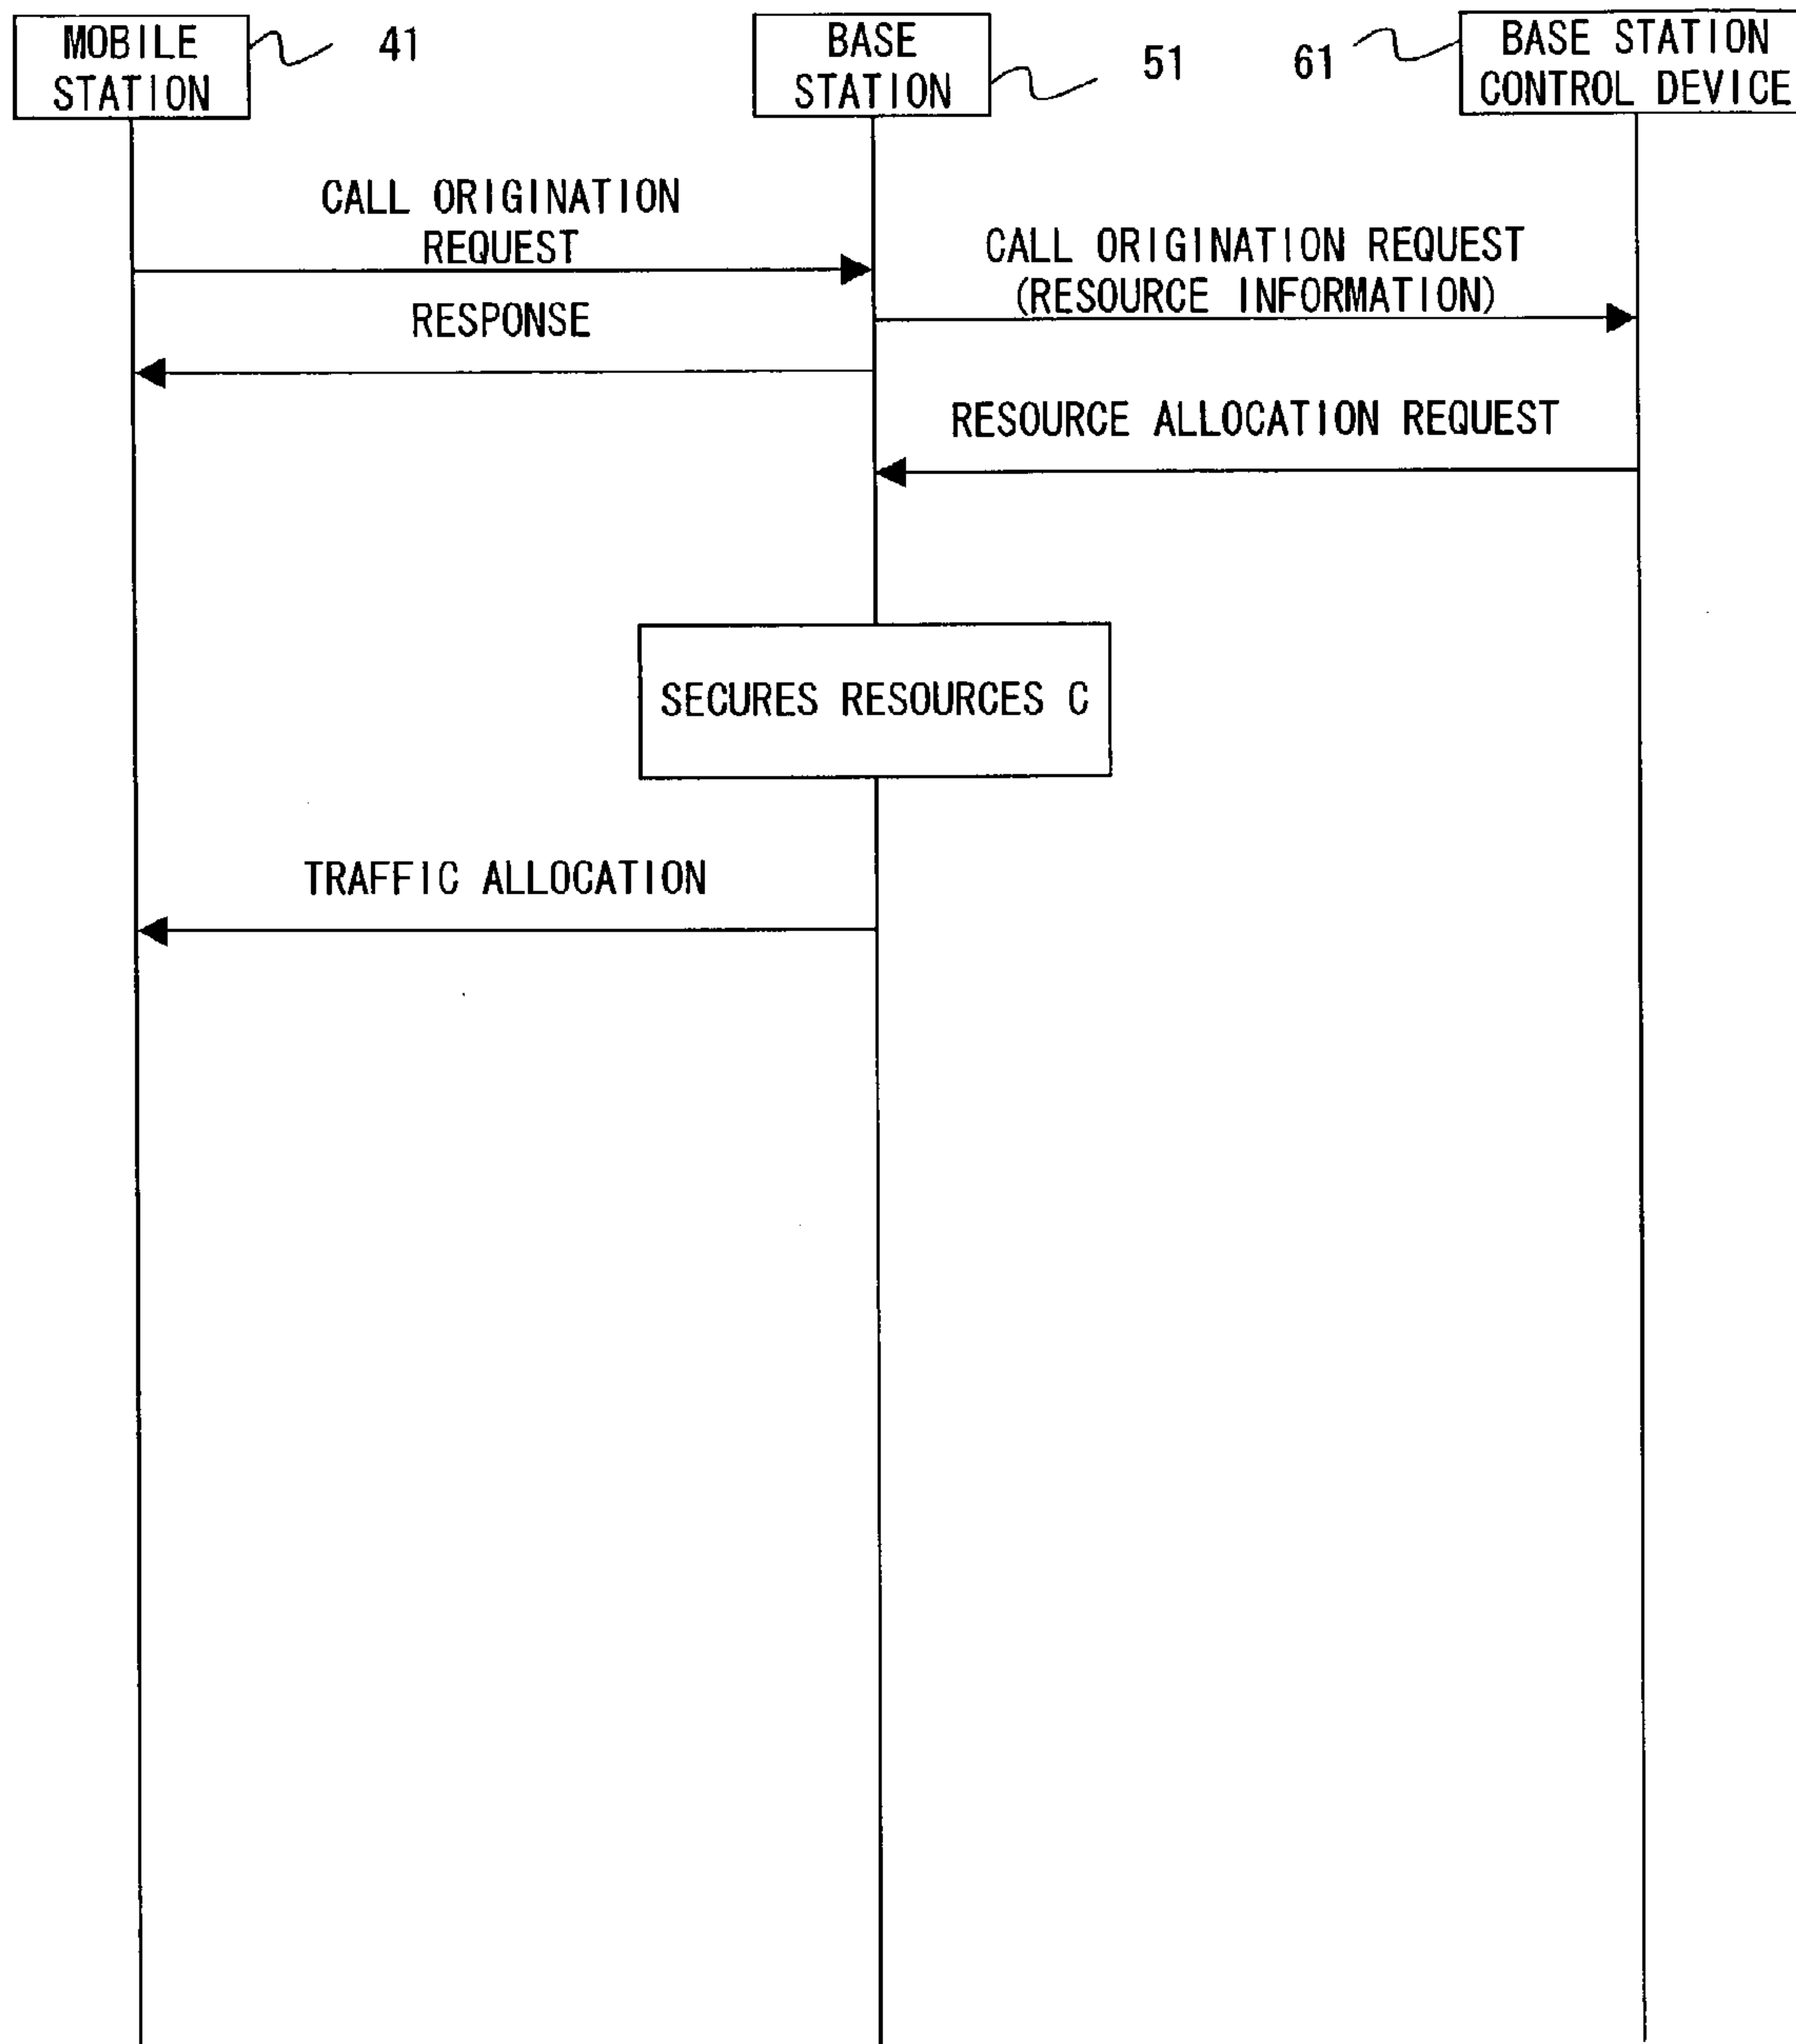 MOBILE
STATION
41
BASE
STATION
51
61
BASE STATION
CONTROL DEVICE
CALL ORIGINATION
REQUEST
CALL ORIGINATION REQUEST
(RESOURCE INFORMATION)
RESPONSE
RESOURCE ALLOCATION REQUEST
SECURES RESOURCES C
TRAFFIC ALLOCATION